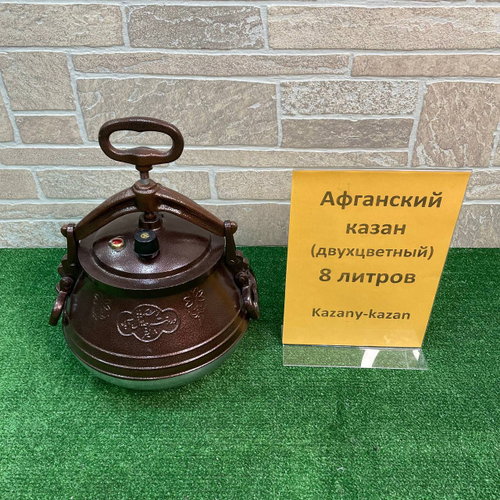 Афганский
казан
(двухцветный)
8 литров
Kazany-kazan